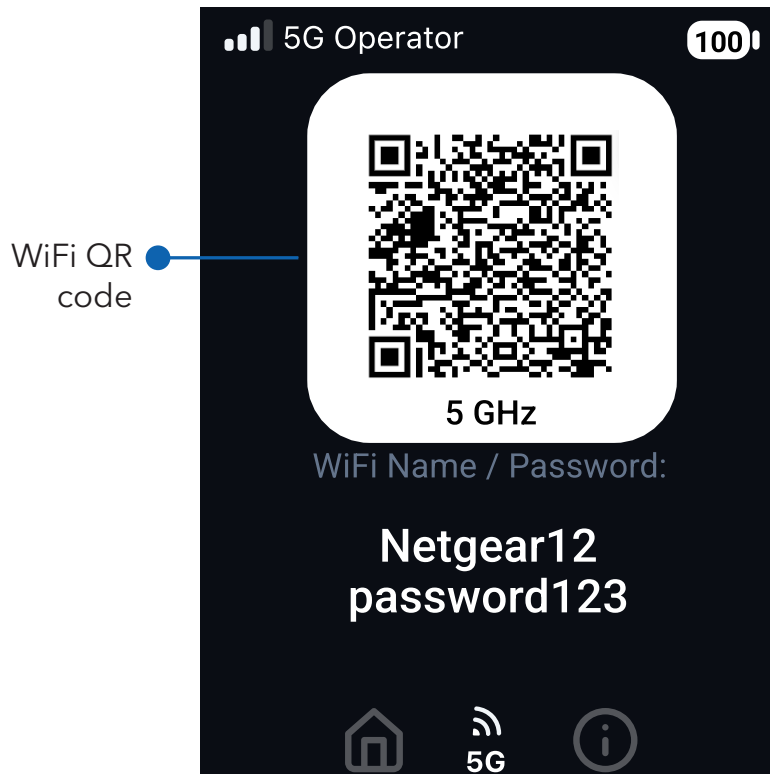 5G Operator
100
WiFi QR
code
5 GHz
WiFi Name / Password:
Netgear12
password123
5G